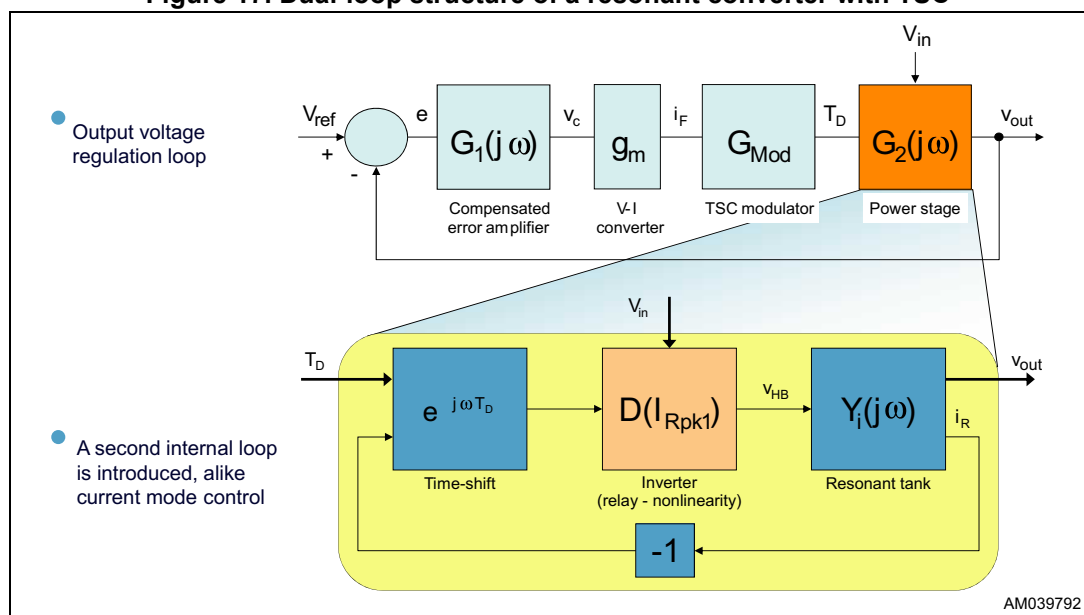 Figure 17. Dual loop structure of a resonant converter with TSC
Output voltage
regulation loop
V_ref
+
-
e
G₁(jω)
Compensated
error amplifier
v_c
g_m
V-I
converter
i_F
G_Mod
TSC modulator
T_D
V_in
G₂(jω)
Power stage
v_out
A second internal loop
is introduced, alike
current mode control
T_D
e^jωT_D
Time-shift
V_in
D(I_Rpk1)
Inverter
(relay - nonlinearity)
v_HB
Y_i(jω)
Resonant tank
v_out
i_R
-1
AM039792